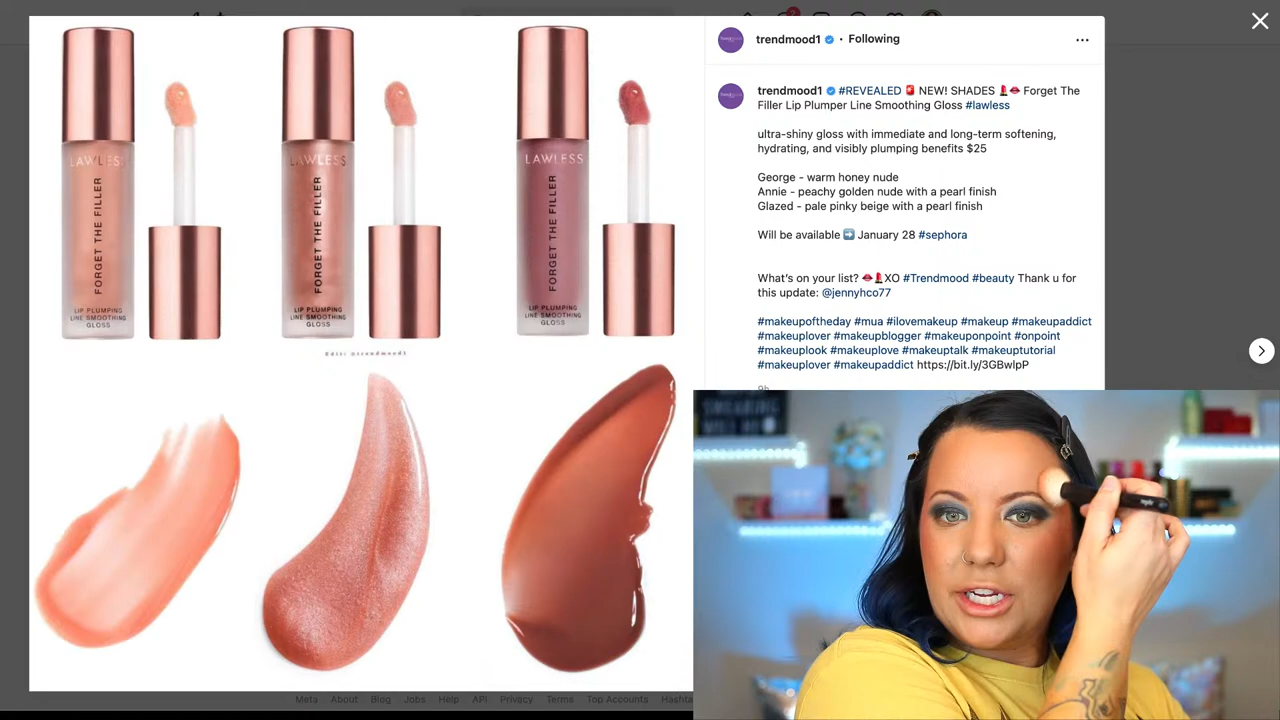 LAWLESS
FORGET THE FILLER
LIP PLUMPING
LINE SMOOTHING
GLOSS
LAWLESS
FORGET THE FILLER
LIP PLUMPING
LINE SMOOTHING
GLOSS
LAWLESS
FORGET THE FILLER
LIP PLUMPING
LINE SMOOTHING
GLOSS
Edit: @trendmood1
trendmood1 • Following
trendmood1 #REVEALED 🚨 NEW! SHADES 💄👄 Forget The
Filler Lip Plumper Line Smoothing Gloss #lawless
ultra-shiny gloss with immediate and long-term softening,
hydrating, and visibly plumping benefits $25
George - warm honey nude
Annie - peachy golden nude with a pearl finish
Glazed - pale pinky beige with a pearl finish
Will be available ➡️ January 28 #sephora
What's on your list? 👄💄XO #Trendmood #beauty Thank u for
this update: @jennyhco77
#makeupoftheday #mua #ilovemakeup #makeup #makeupaddict
#makeuplover #makeupblogger #makeuponpoint #onpoint
#makeuplook #makeuplove #makeuptalk #makeuptutorial
#makeuplover #makeupaddict https://bit.ly/3GBwlpP
9h
Meta About Blog Jobs Help API Privacy Terms Top Accounts Hashta